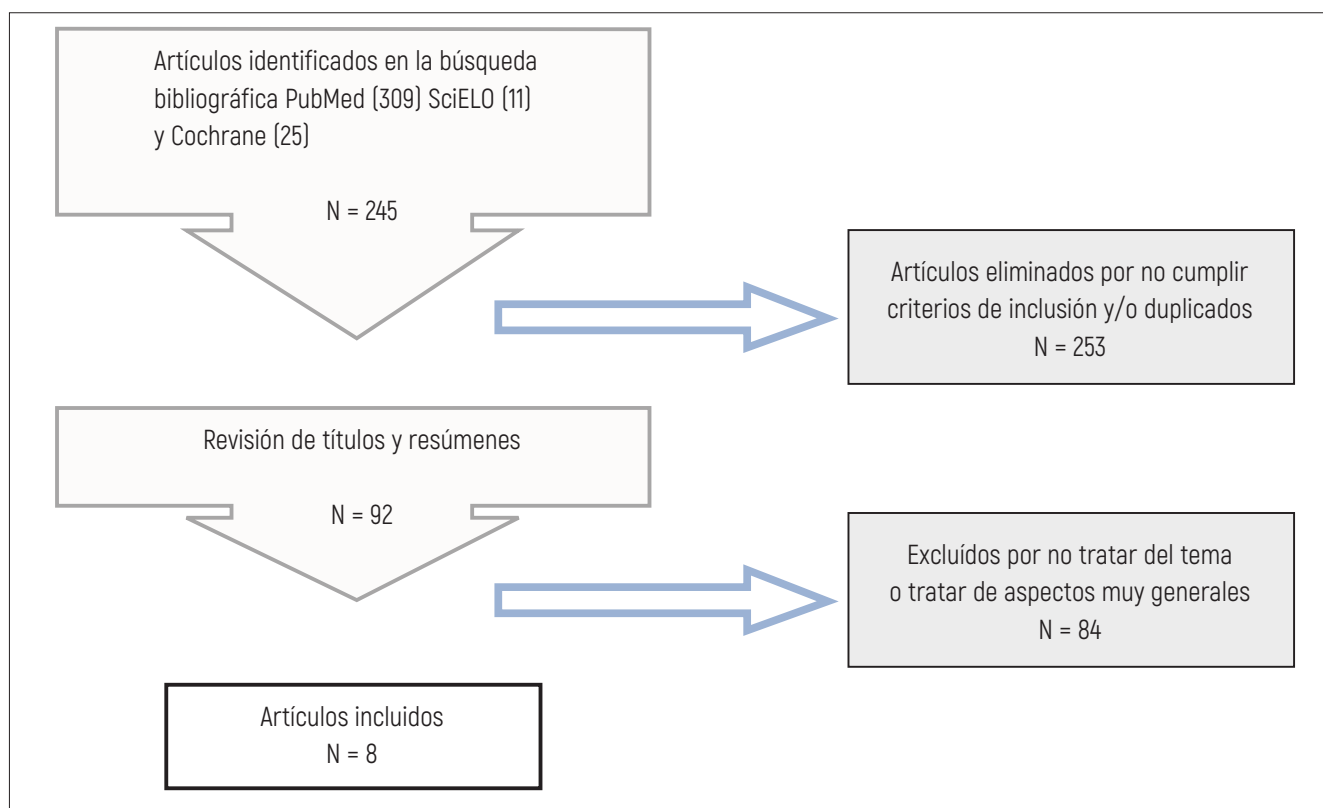 Artículos identificados en la búsqueda
bibliográfica PubMed (309) SciELO (11)
y Cochrane (25)
N = 245
Artículos eliminados por no cumplir
criterios de inclusión y/o duplicados
N = 253
Revisión de títulos y resúmenes
N = 92
Excluídos por no tratar del tema
o tratar de aspectos muy generales
N = 84
Artículos incluidos
N = 8